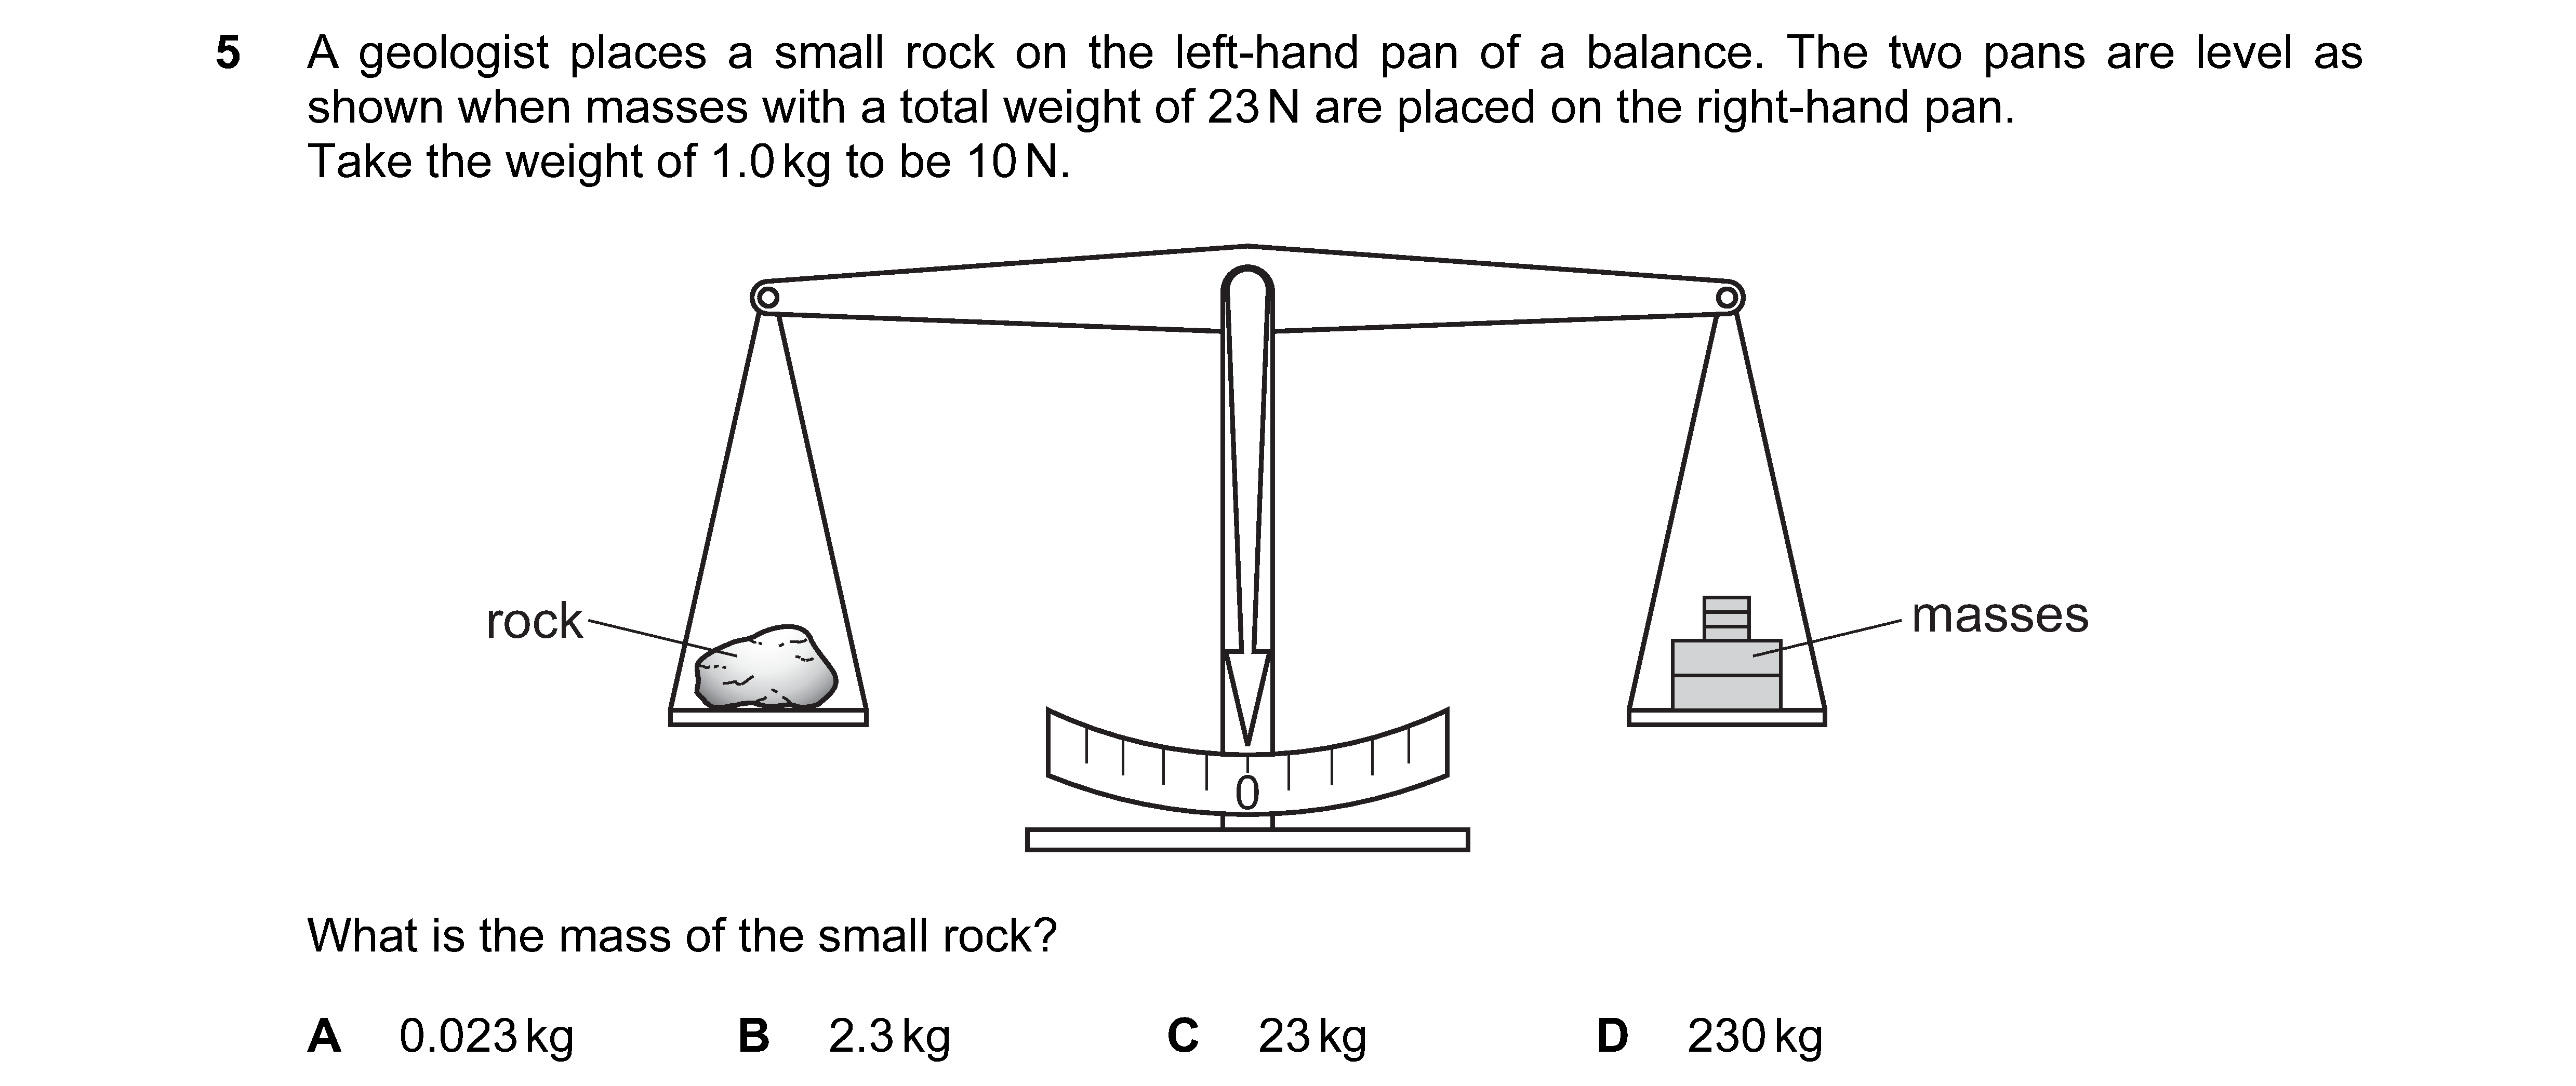 5 A geologist places a small rock on the left-hand pan of a balance. The two pans are level as
shown when masses with a total weight of 23 N are placed on the right-hand pan.
Take the weight of 1.0 kg to be 10 N.
rock
masses
0
What is the mass of the small rock?
A 0.023 kg B 2.3 kg C 23 kg D 230 kg